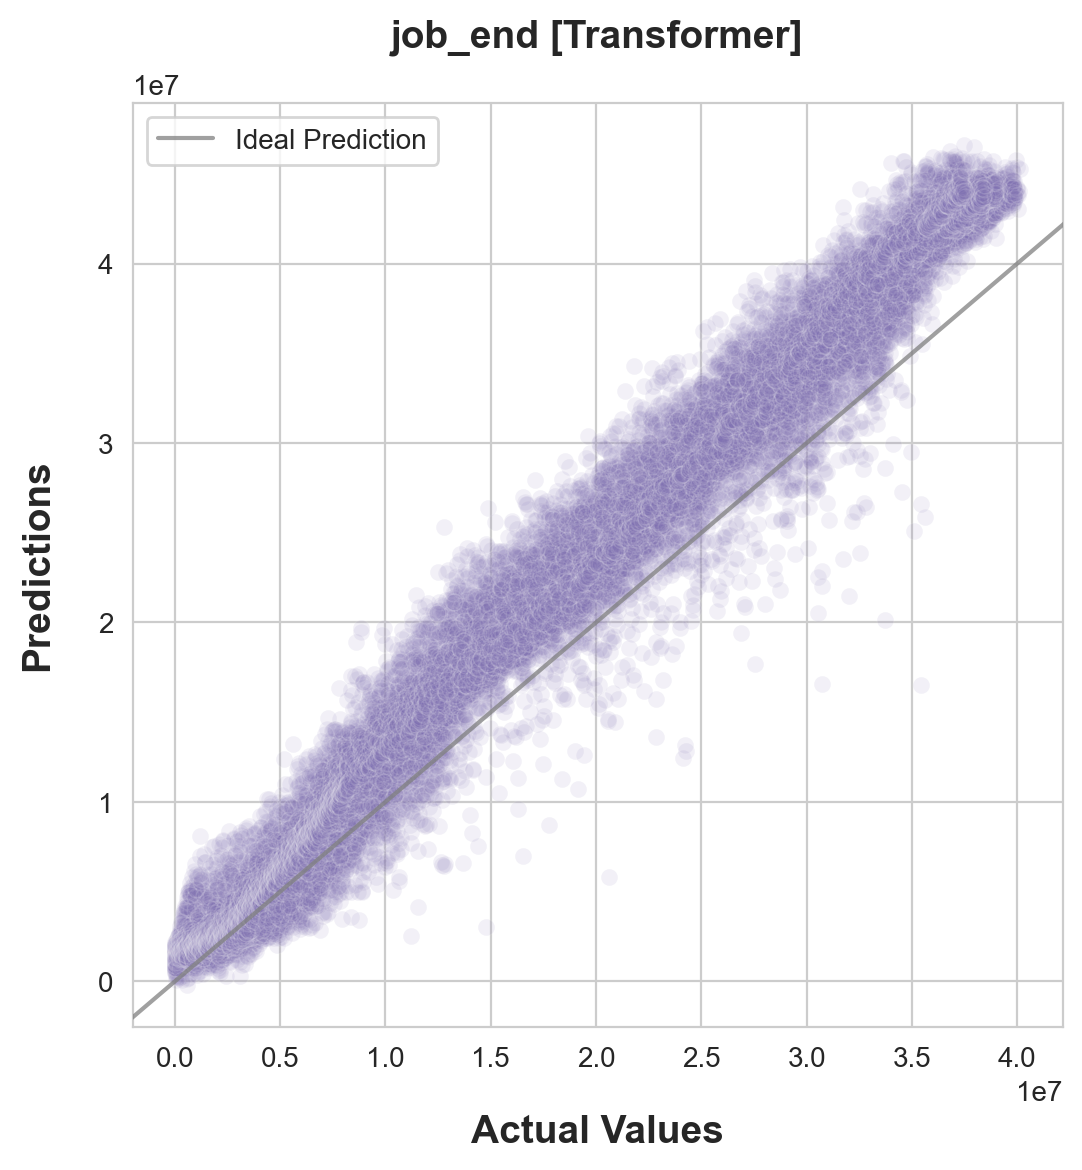 job_end [Transformer]
1e7
Ideal Prediction
4
3
2
1
0
Predictions
0.0 0.5 1.0 1.5 2.0 2.5 3.0 3.5 4.0
1e7
Actual Values